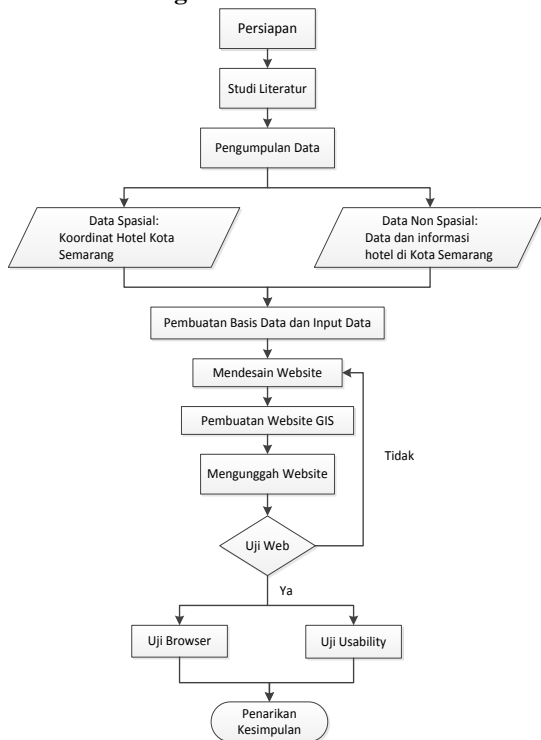 Persiapan
Studi Literatur
Pengumpulan Data
Data Spasial:
Koordinat Hotel Kota
Semarang
Data Non Spasial:
Data dan informasi
hotel di Kota Semarang
Pembuatan Basis Data dan Input Data
Mendesain Website
Pembuatan Website GIS
Mengunggah Website
Tidak
Uji Web
Ya
Uji Browser
Uji Usability
Penarikan
Kesimpulan